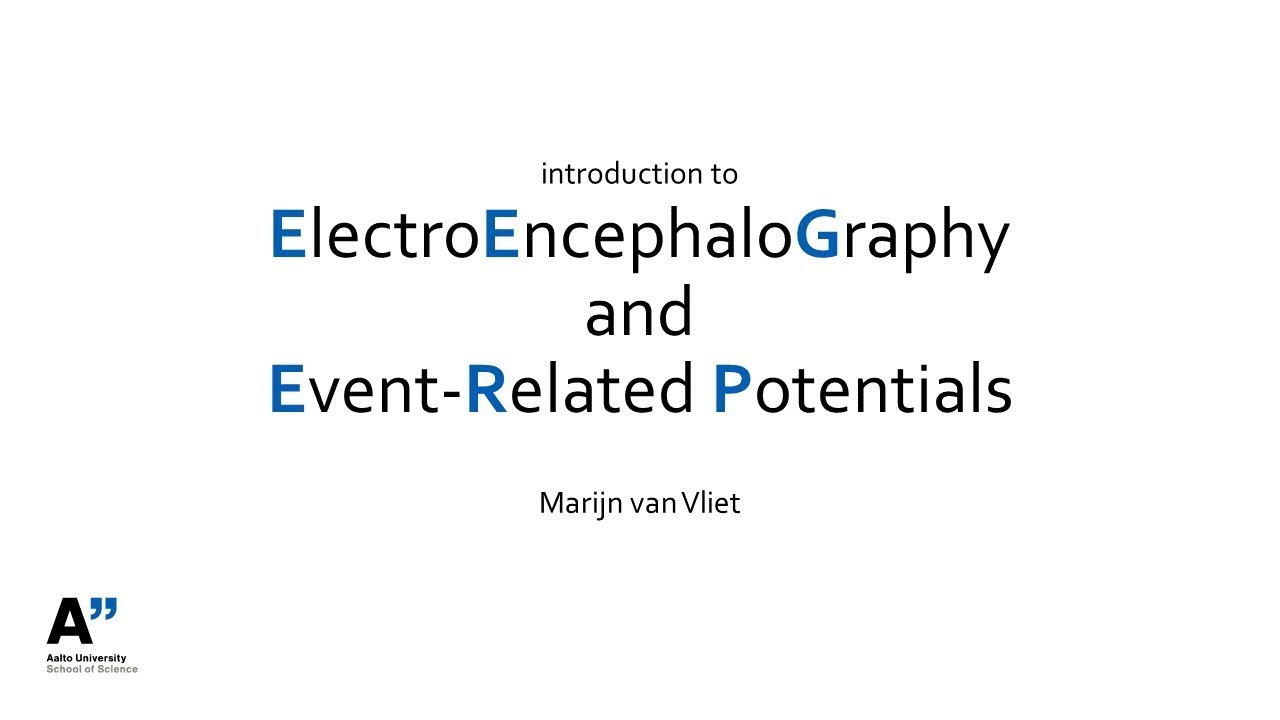 introduction to
ElectroEncephaloGraphy
and
Event-Related Potentials
Marijn van Vliet
A”
Aalto University
School of Science